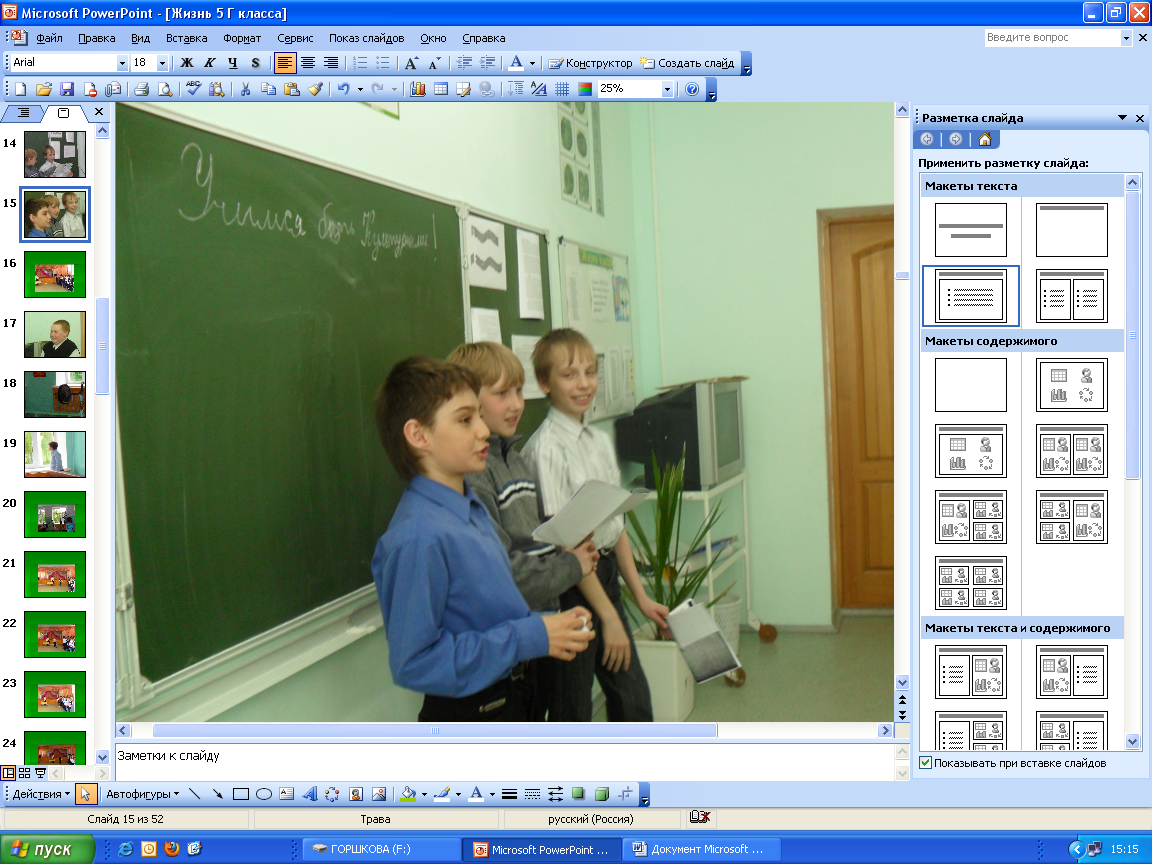 Microsoft PowerPoint - [Жизнь 5 Г класса]
Файл Правка Вид Вставка Формат Сервис Показ слайдов Окно Справка
Введите вопрос
Arial 18 Ж К Ч S Конструктор Создать слайд
25%
Разметка слайда
Применить разметку слайда:
Макеты текста
Макеты содержимого
Макеты текста и содержимого
Показывать при вставке слайдов
14
15
16
17
18
19
20
21
22
23
24
Учимся быть Культурными!
Заметки к слайду
Действия Автофигуры
Слайд 15 из 52 Трава русский (Россия)
пуск ГОРШКОВА (F:) Microsoft PowerPoint ... Документ Microsoft ... 15:15